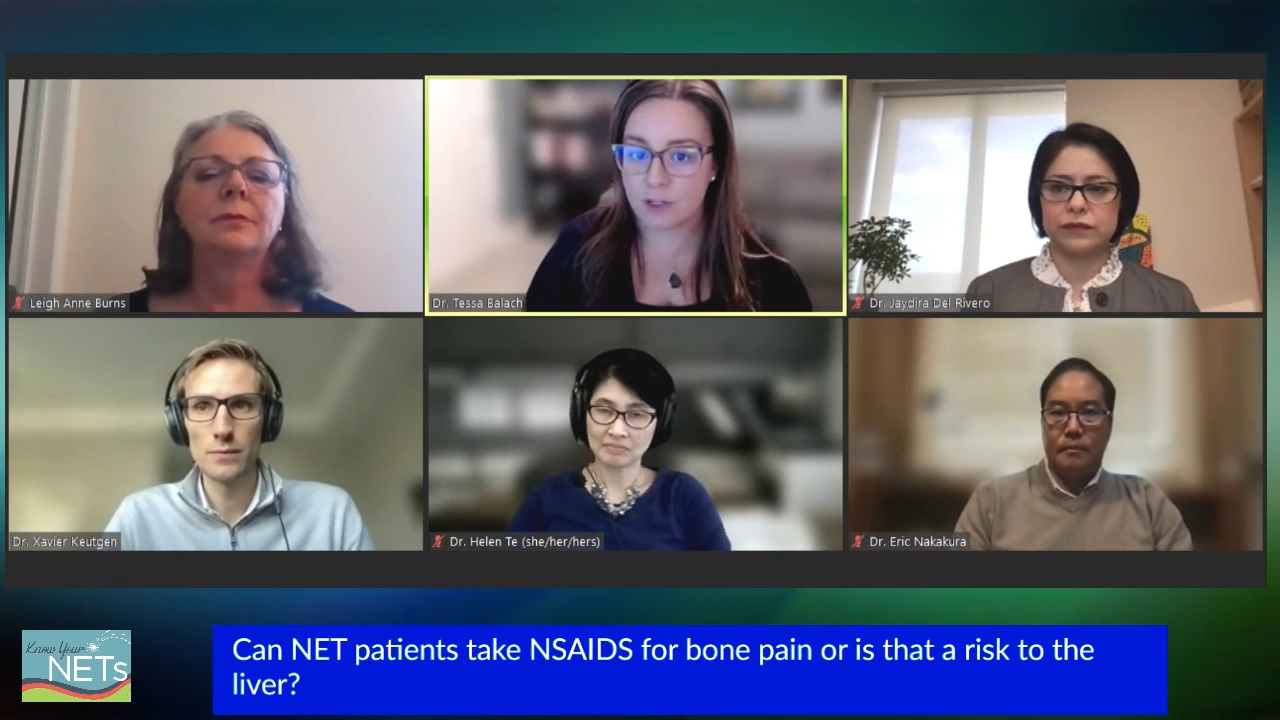 Leigh Anne Burns
Dr. Tessa Balach
Dr. Jaydira Del Rivero
Dr. Xavier Keutgen
Dr. Helen Te (she/her/hers)
Dr. Eric Nakakura
Know Your
NETs
Can NET patients take NSAIDS for bone pain or is that a risk to the
liver?